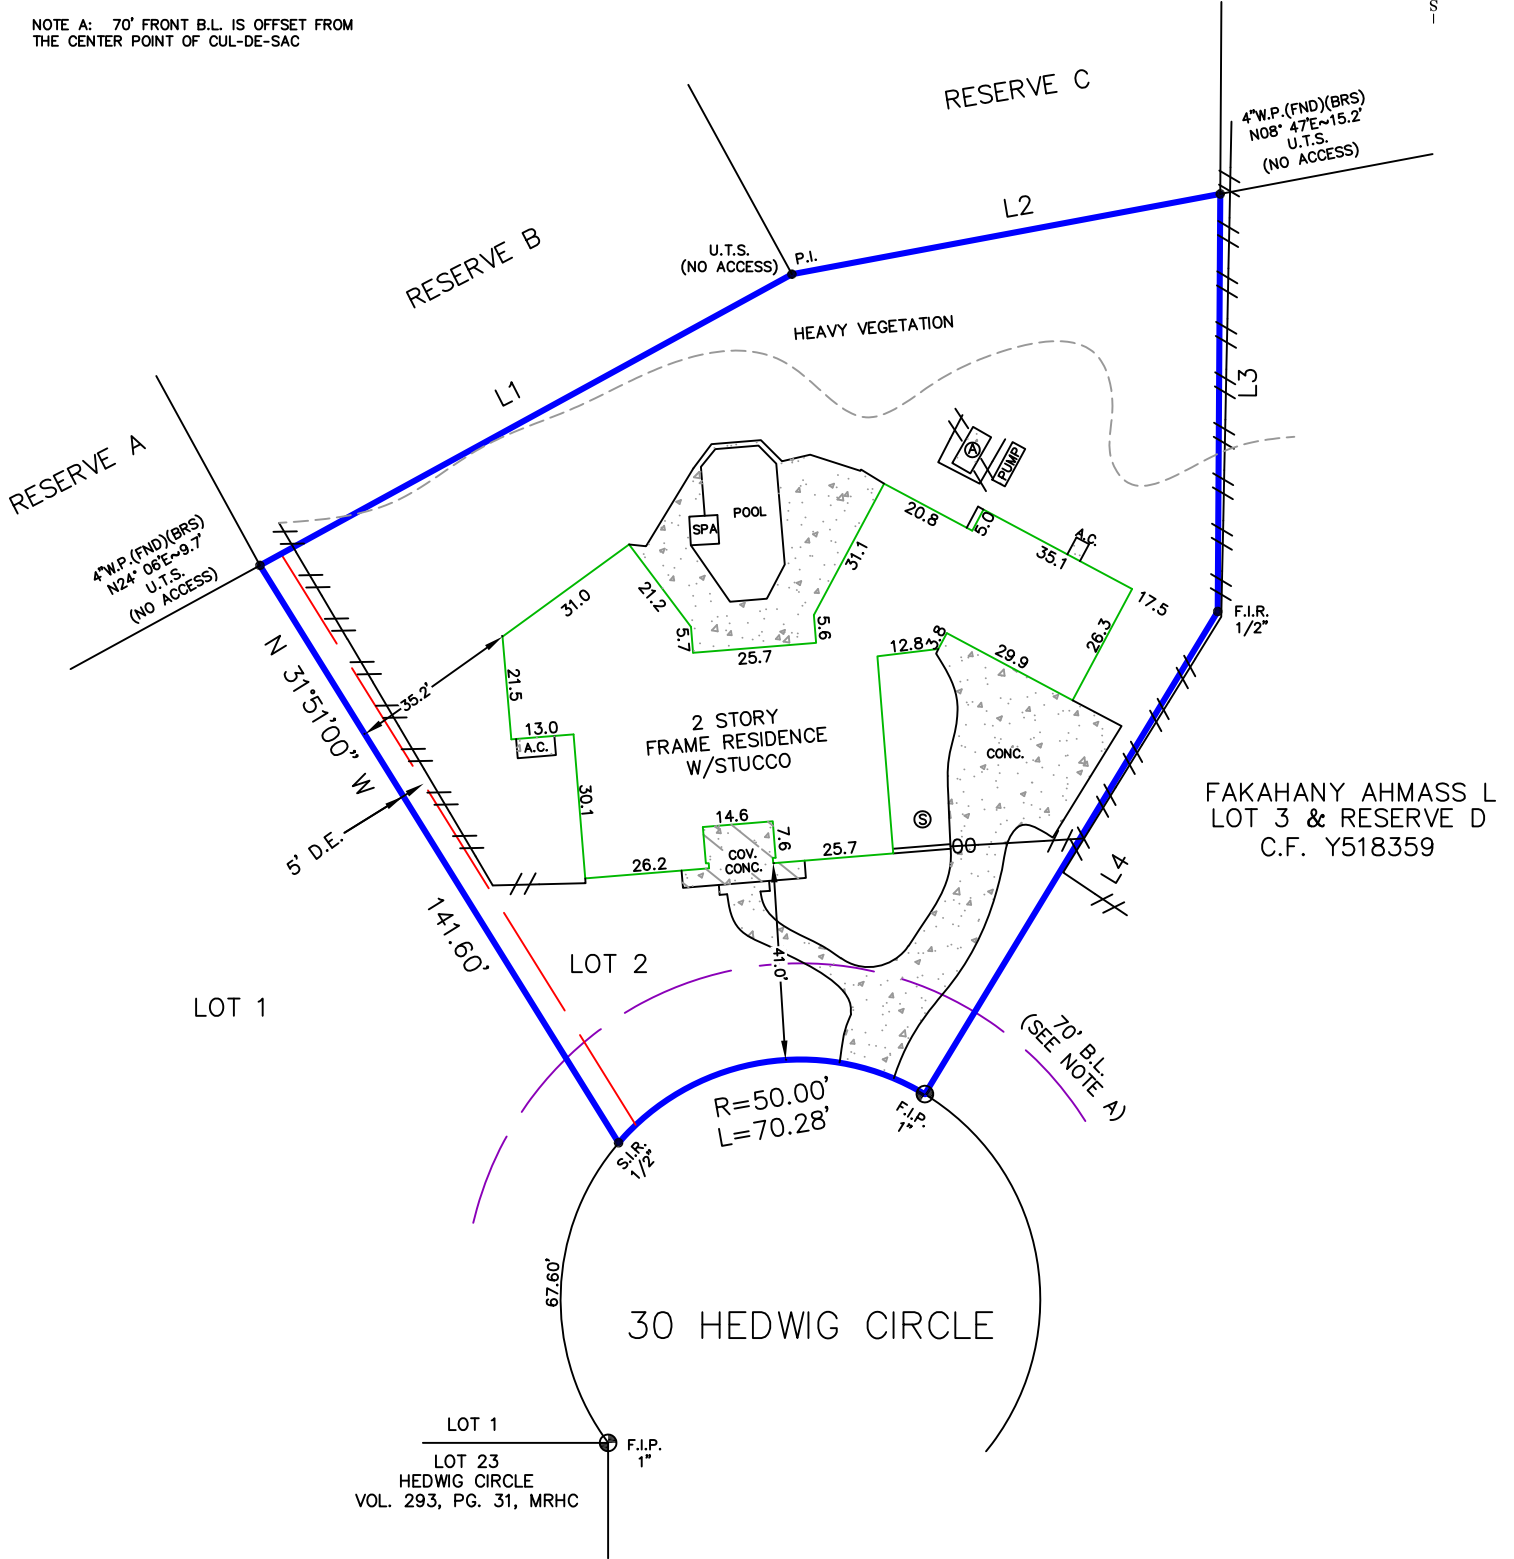 NOTE A: 70' FRONT B.L. IS OFFSET FROM
THE CENTER POINT OF CUL-DE-SAC
S
RESERVE C
4"W.P.(FND)(BRS)
N08° 47'E~15.2'
U.T.S.
(NO ACCESS)
L2
RESERVE B
U.T.S.
(NO ACCESS)
P.I.
HEAVY VEGETATION
L1
L3
RESERVE A
4"W.P.(FND)(BRS)
N24° 06'E~9.7'
U.T.S.
(NO ACCESS)
A
PUMP
POOL
SPA
20.8
5.0
A.C.
35.1
31.1
31.0
21.2
17.5
F.I.R.
1/2"
5.7
5.6
25.7
26.3
12.8
3.8
29.9
N 31°51'00" W
35.2'
21.5
13.0
A.C.
2 STORY
FRAME RESIDENCE
W/STUCCO
CONC.
30.1
FAKAHANY AHMASS L
LOT 3 & RESERVE D
C.F. Y518359
5' D.E.
14.6
7.6
S
COV.
CONC.
26.2
25.7
L4
141.60'
41.0'
LOT 2
LOT 1
70' B.L.
(SEE NOTE A)
R=50.00'
L=70.28'
F.I.P.
1"
S.I.R.
1/2"
67.60'
30 HEDWIG CIRCLE
LOT 1
F.I.P.
1"
LOT 23
HEDWIG CIRCLE
VOL. 293, PG. 31, MRHC